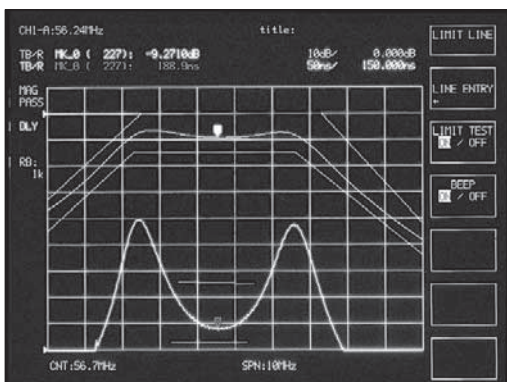 CH1-A:56.24MHz title:
TB/R MK_0 ( 227): -9.2710dB 10dB/ 0.000dB
TB/R MK_0 ( 227): 188.9ns 50ns/ 150.000ns
MAG
PASS
DLY
RB:
1k
CNT:56.7MHz SPN:10MHz
LIMIT LINE
LINE ENTRY
←
LIMIT TEST
ON / OFF
BEEP
ON / OFF